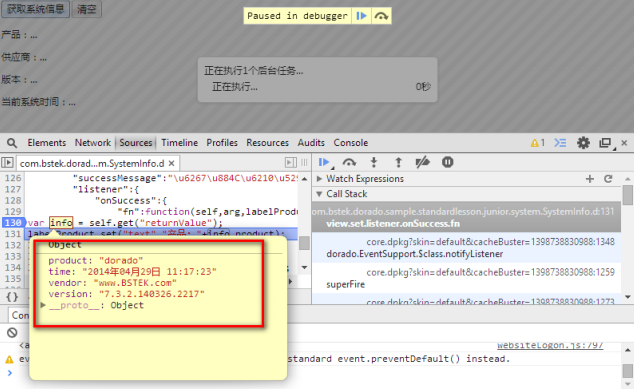 获取系统信息 清空
Paused in debugger
产品：...
供应商：...
版本：...
当前系统时间：...
正在执行1个后台任务...
正在执行... 0秒
Elements Network Sources Timeline Profiles Resources Audits Console
1
com.bstek.dorad...m.SystemInfo.d
126 "successMessage":"\u6267\u884C\u6210\u529
127 "listener":{
128 "onSuccess":{
129 "fn":function(self,arg,labelProduc
130 var info = self.get("returnValue");
131 labelProduct.set("text","产品: "+info.product);
Object
product: "dorado"
time: "2014年04月29日 11:17:23"
vendor: "www.BSTEK.com"
version: "7.3.2.140326.2217"
__proto__: Object
Watch Expressions
Call Stack
com.bstek.dorado.sample.standardlesson.junior.system.SystemInfo.d:131
view.set.listener.onSuccess.fn
core.dpkg?skin=default&cacheBuster=1398738830988:1348
dorado.EventSupport.$class.notifyListener
core.dpkg?skin=default&cacheBuster=1398738830988:1259
superFire
core.dpkg?skin=default&cacheBuster=1398738830988:1273
Con
<a
WebsiteLogon.js:797
ev
standard event.preventDefault() instead.